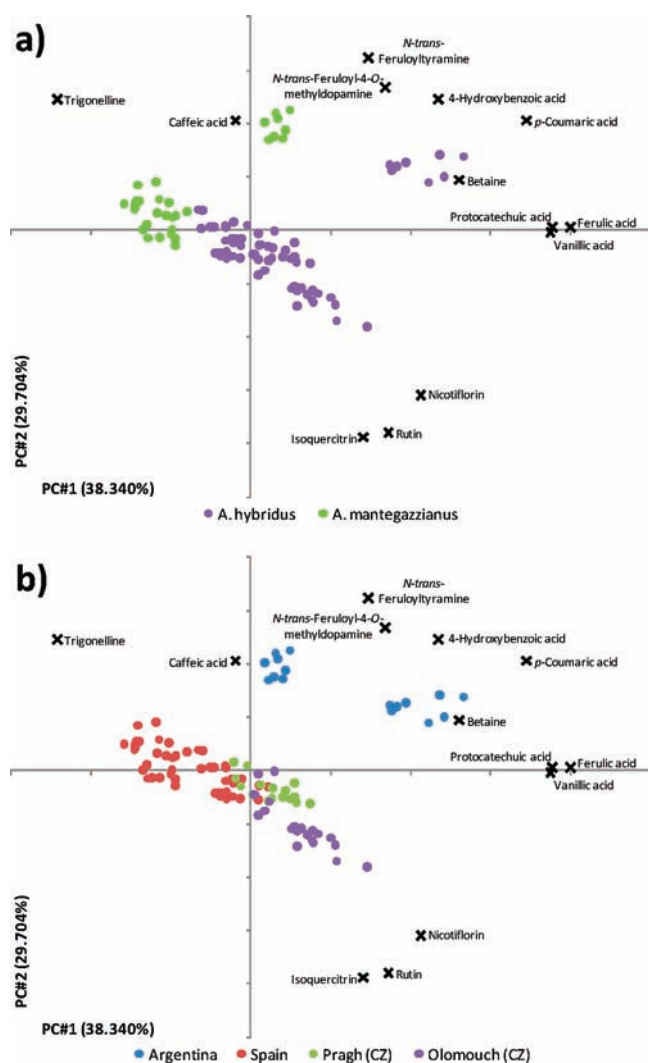 a)
N-trans-
Feruloyltyramine
N-trans-Feruloyl-4-O-
methyldopamine
Trigonelline
4-Hydroxybenzoic acid
Caffeic acid
p-Coumaric acid
Betaine
Protocatechuic acid
Ferulic acid
Vanillic acid
Nicotiflorin
Isoquercitrin
Rutin
PC#2 (29.704%)
PC#1 (38.340%)
A. hybridus
A. mantegazzianus
b)
N-trans-
Feruloyltyramine
N-trans-Feruloyl-4-O-
methyldopamine
Trigonelline
4-Hydroxybenzoic acid
Caffeic acid
p-Coumaric acid
Betaine
Protocatechuic acid
Ferulic acid
Vanillic acid
Nicotiflorin
Isoquercitrin
Rutin
PC#2 (29.704%)
PC#1 (38.340%)
Argentina
Spain
Pragh (CZ)
Olomouch (CZ)